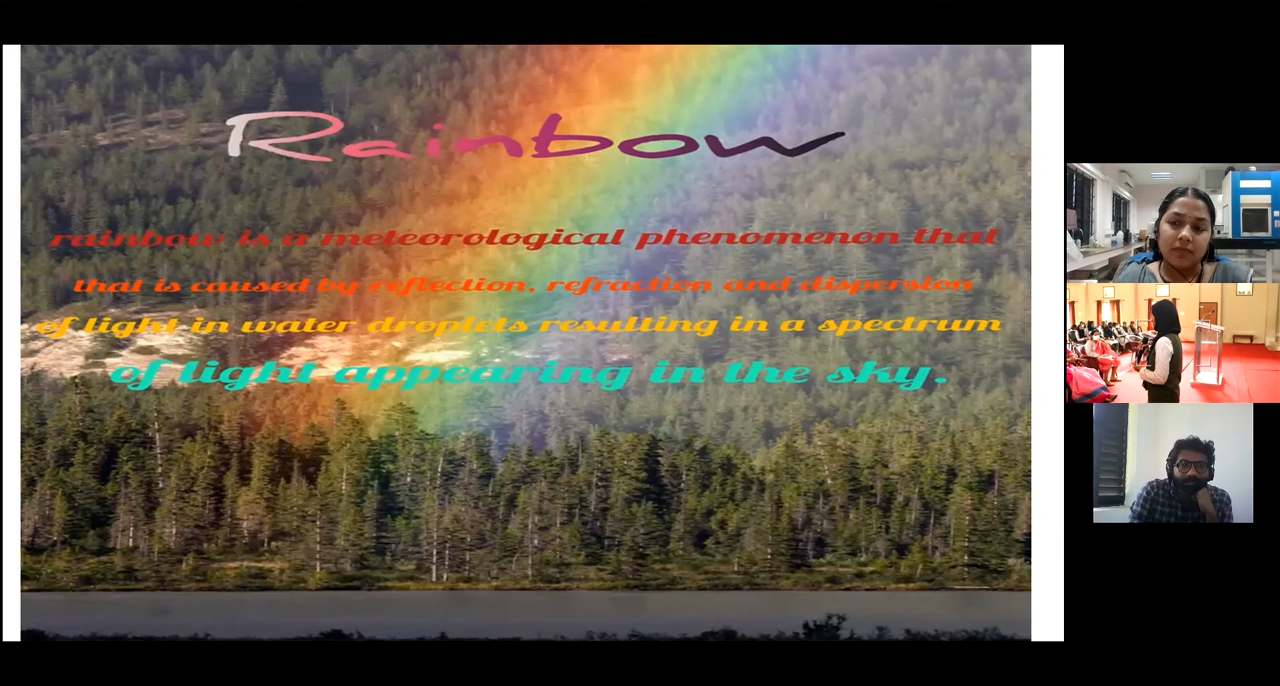 Rainbow
rainbow is a meteorological phenomenon that
that is caused by reflection, refraction and dispersion
of light in water droplets resulting in a spectrum
of light appearing in the sky.